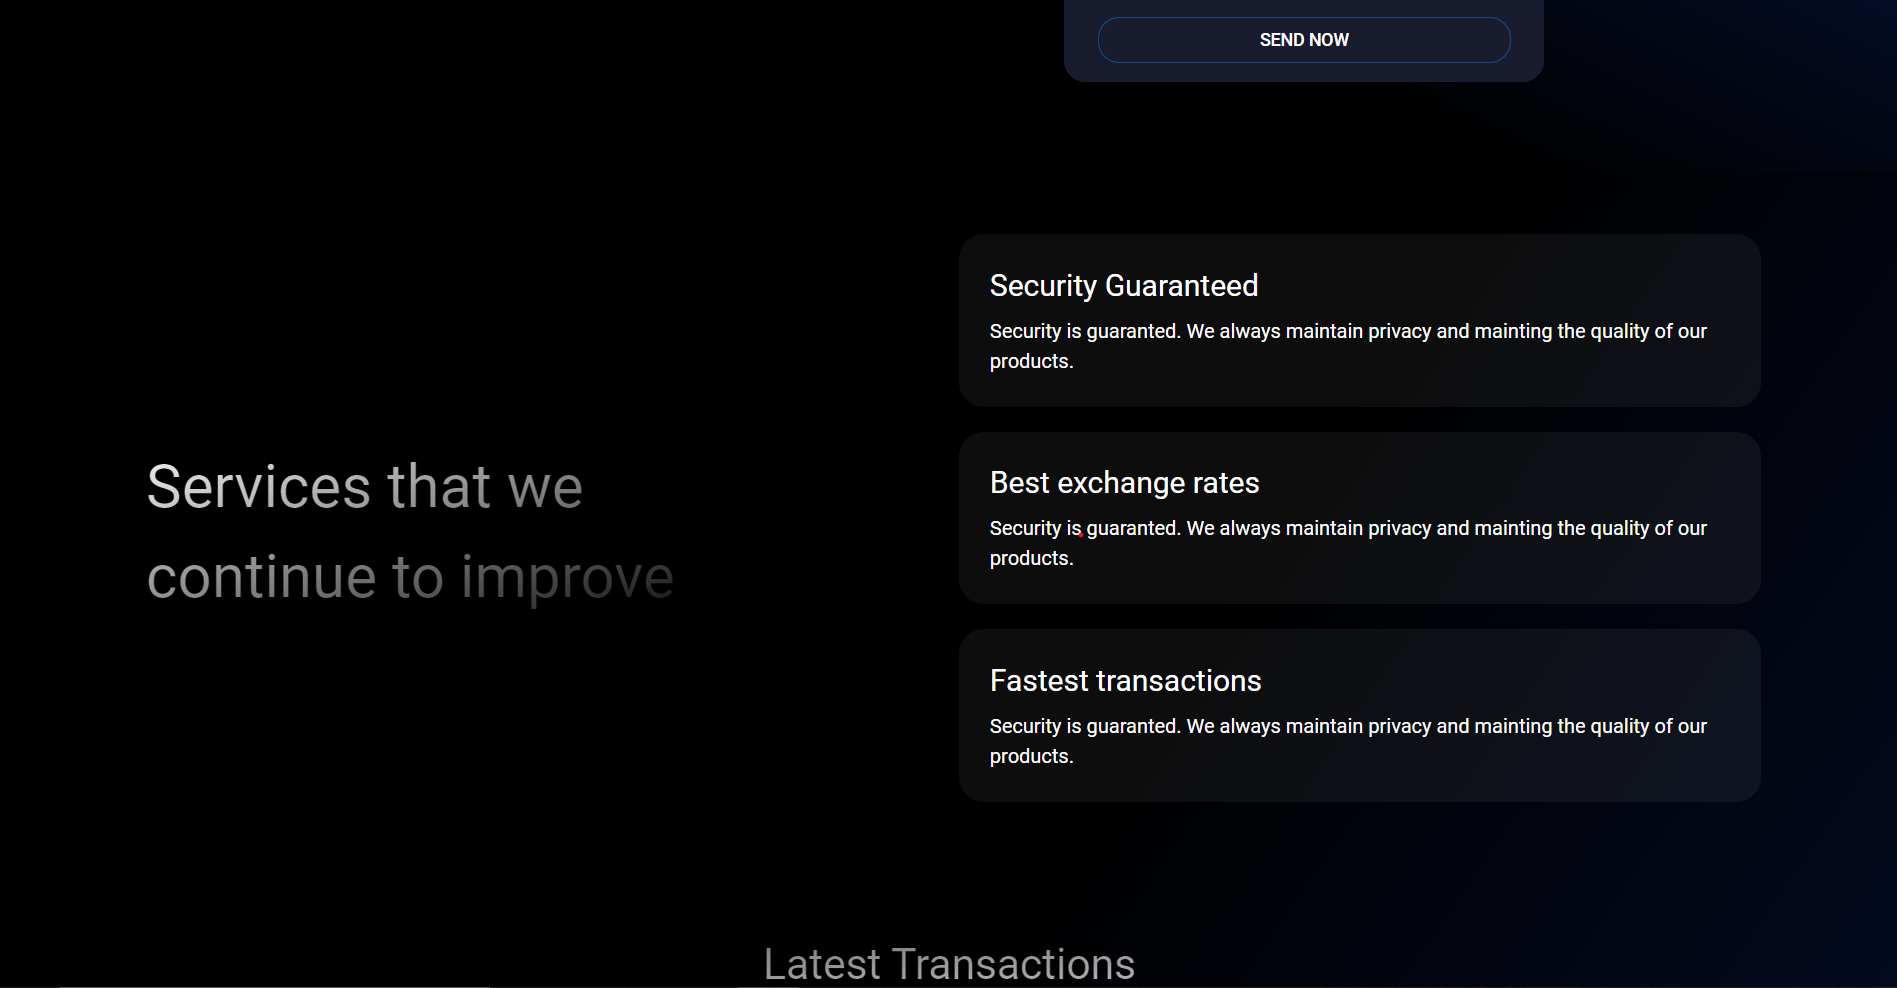 SEND NOW
Services that we
continue to improve
Security Guaranteed
Security is guaranted. We always maintain privacy and mainting the quality of our
products.
Best exchange rates
Security is guaranted. We always maintain privacy and mainting the quality of our
products.
Fastest transactions
Security is guaranted. We always maintain privacy and mainting the quality of our
products.
Latest Transactions